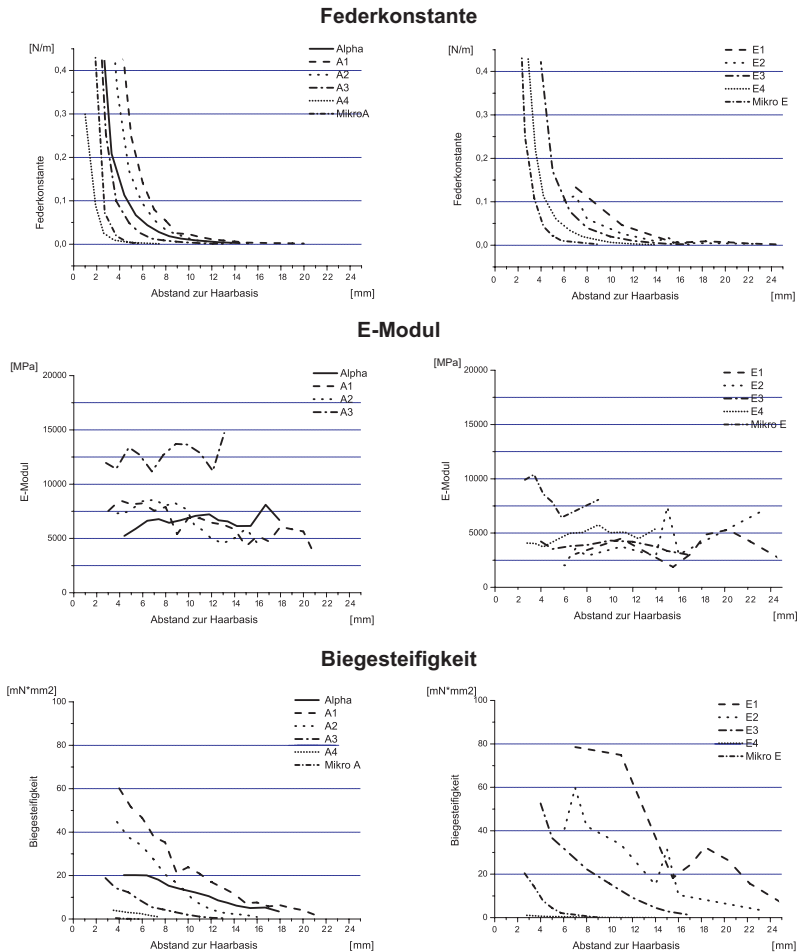 Federkonstante
[N/m]
Alpha
A1
A2
A3
A4
MikroA
0,4
0,3
0,2
0,1
0,0
Federkonstante
0 2 4 6 8 10 12 14 16 18 20 22 24
Abstand zur Haarbasis [mm]
[N/m]
E1
E2
E3
E4
Mikro E
0,4
0,3
0,2
0,1
0,0
Federkonstante
0 2 4 6 8 10 12 14 16 18 20 22 24
Abstand zur Haarbasis [mm]
E-Modul
[MPa]
Alpha
A1
A2
A3
20000
15000
10000
5000
0
E-Modul
0 2 4 6 8 10 12 14 16 18 20 22 24
Abstand zur Haarbasis [mm]
[MPa]
E1
E2
E3
E4
Mikro E
20000
15000
10000
5000
0
E-Modul
0 2 4 6 8 10 12 14 16 18 20 22 24
Abstand zur Haarbasis [mm]
Biegesteifigkeit
[mN*mm2]
Alpha
A1
A2
A3
A4
Mikro A
100
80
60
40
20
0
Biegesteifigkeit
0 2 4 6 8 10 12 14 16 18 20 22 24
Abstand zur Haarbasis [mm]
[mN*mm2]
E1
E2
E3
E4
Mikro E
100
80
60
40
20
0
Biegesteifigkeit
0 2 4 6 8 10 12 14 16 18 20 22 24
Abstand zur Haarbasis [mm]